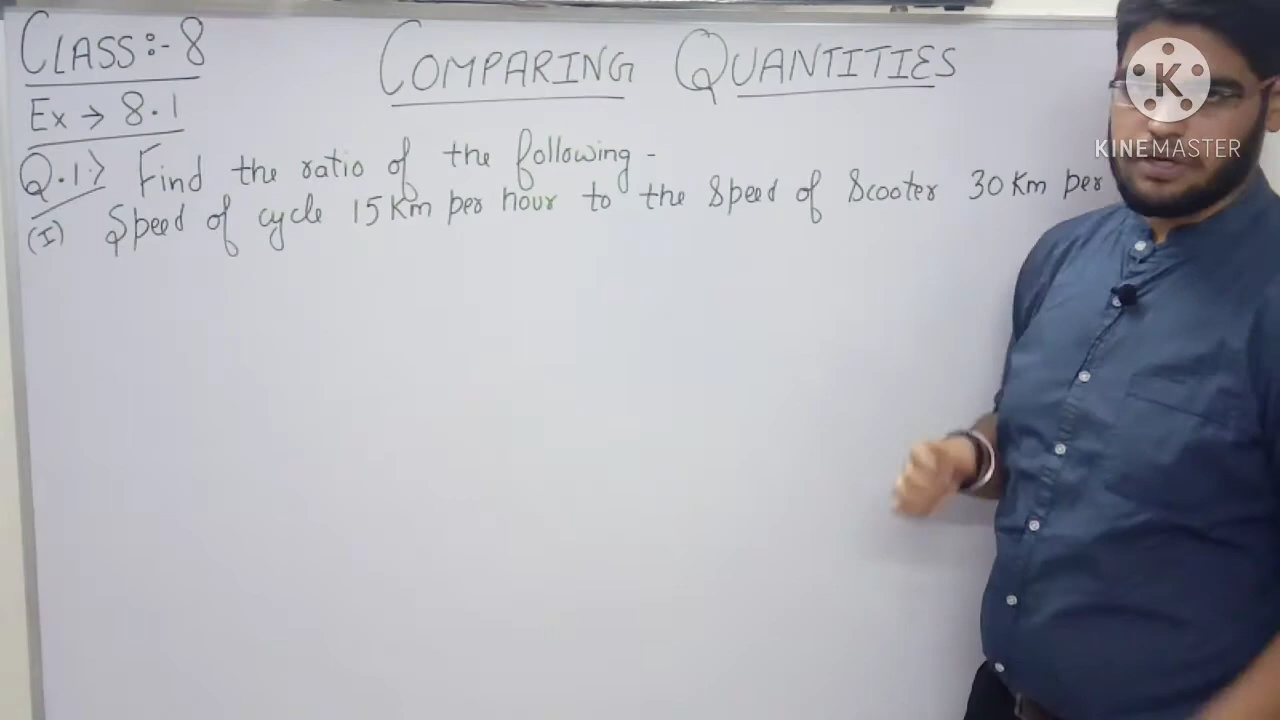 CLASS:- 8
COMPARING QUANTITIES
Ex → 8.1
Q.1> Find the ratio of the following -
(I) Speed of cycle 15 Km per hour to the Speed of Scooter 30 Km per
K
KINEMASTER